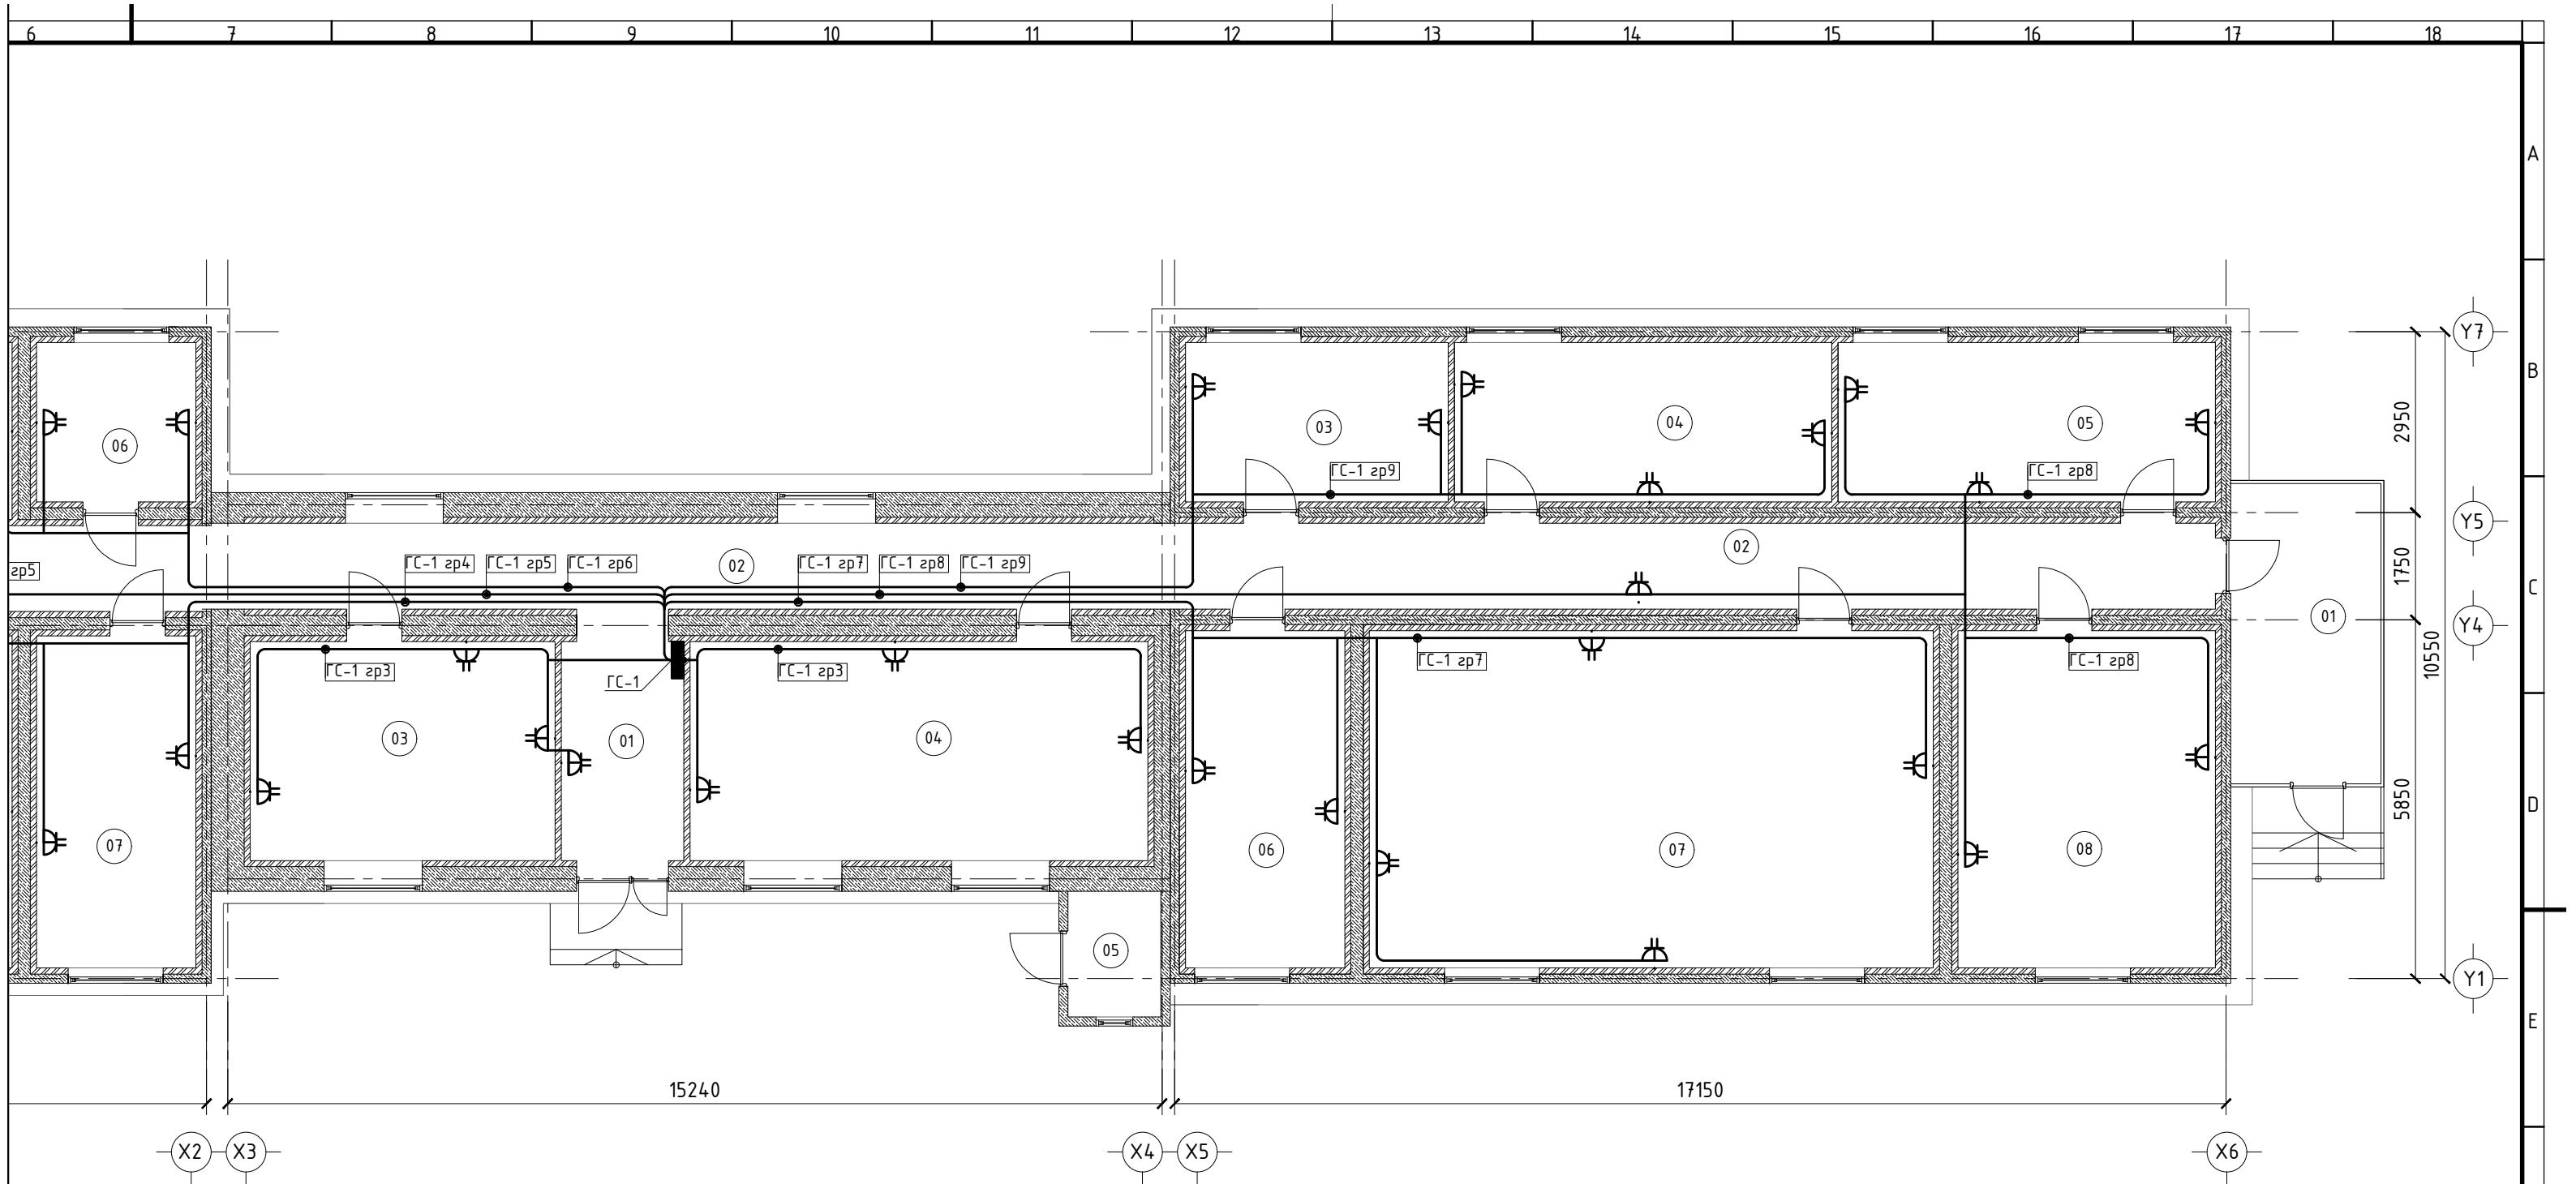 6 7 8 9 10 11 12 13 14 15 16 17 18
A
Y7
B
06
03
04
05
2950
ГС-1 гр9
ГС-1 гр8
Y5
02
02
гр5
ГС-1 гр4
ГС-1 гр5
ГС-1 гр6
ГС-1 гр7
ГС-1 гр8
ГС-1 гр9
1750
C
01
Y4
10550
ГС-1 гр3
ГС-1
ГС-1 гр3
ГС-1 гр7
ГС-1 гр8
03
01
04
5850
D
07
06
07
08
05
Y1
E
15240
17150
X2
X3
X4
X5
X6